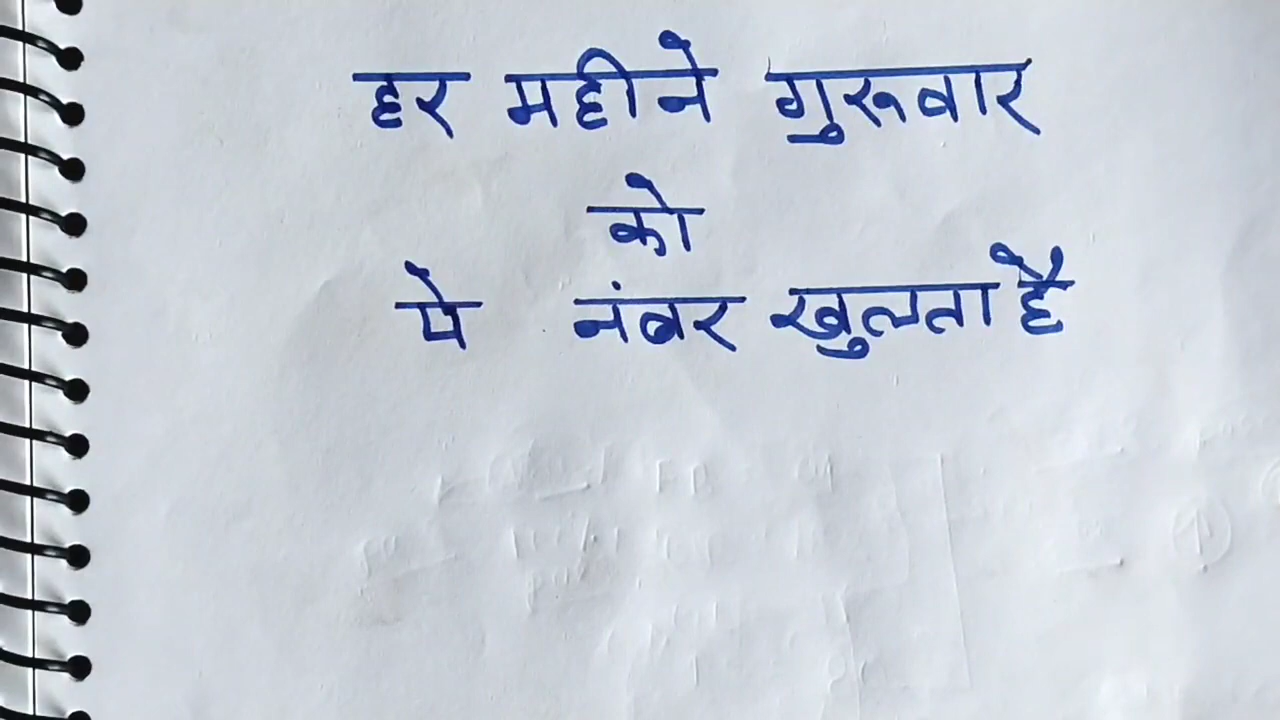 हर महीने गुरूवार
को
ये नंबर खुलता है